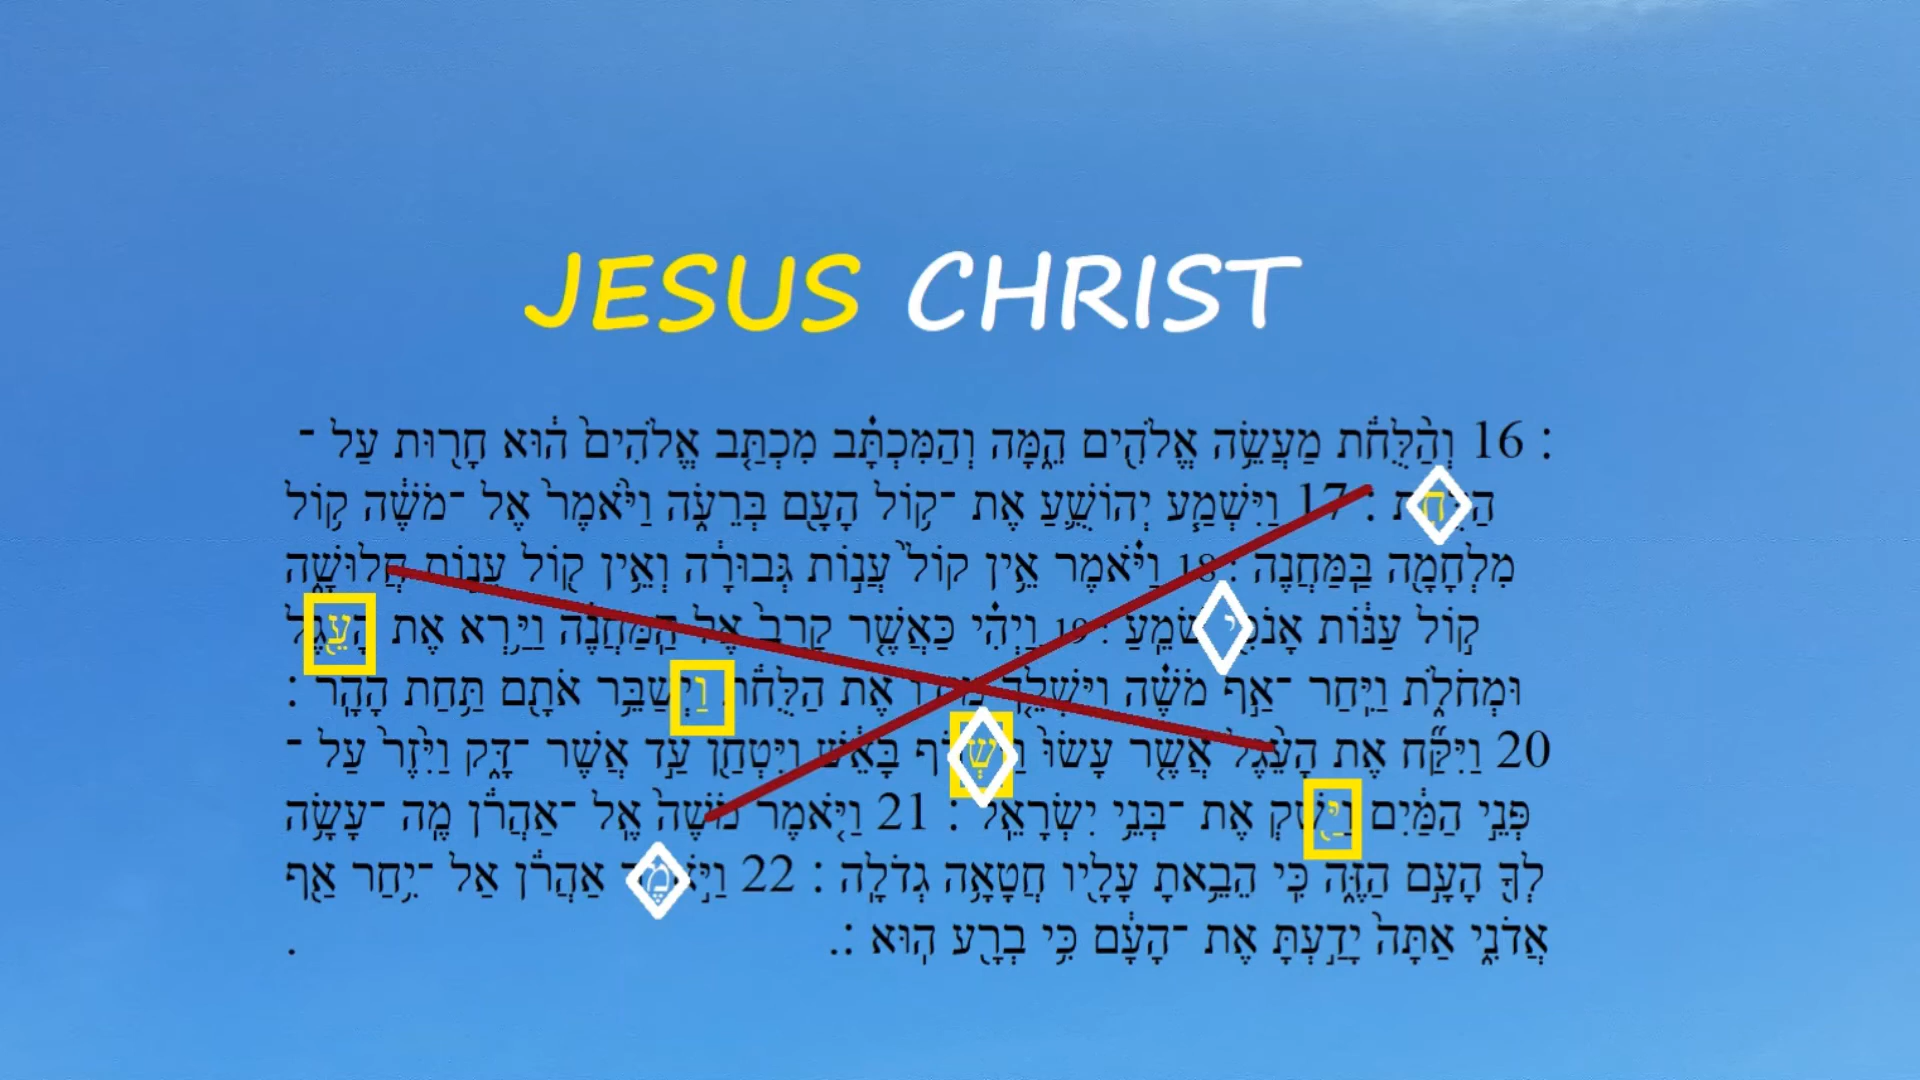 JESUS CHRIST
16 וְהַלֻּחֹת מַעֲשֵׂה אֱלֹהִים הֵמָּה וְהַמִּכְתָּב מִכְתַּב אֱלֹהִים הוּא חָרוּת עַל ־
17 וַיִּשְׁמַע יְהוֹשֻׁעַ אֶת ־קוֹל הָעָם בְּרֵעֹה וַיֹּאמֶר אֶל ־מֹשֶׁה קוֹל
מִלְחָמָה בַּמַּחֲנֶה : 18 וַיֹּאמֶר אֵין קוֹל עֲנוֹת גְּבוּרָה וְאֵין קוֹל עֲנוֹת חֲלוּשָׁה
קוֹל עַנּוֹת : 19 וַיְהִי כַּאֲשֶׁר קָרַב אֶל הַמַּחֲנֶה וַיַּרְא אֶת הָעֵגֶל
וּמְחֹלֹת וַיִּחַר ־אַף מֹשֶׁה וַיַּשְׁלֵךְ אֶת הַלֻּחֹת וַיְשַׁבֵּר אֹתָם תַּחַת הָהָר :
20 וַיִּקַּח אֶת הָעֵגֶל אֲשֶׁר עָשׂוּ בָּאֵשׁ וַיִּטְחַן עַד אֲשֶׁר ־דָּק וַיִּזֶר עַל ־
פְּנֵי הַמַּיִם וַיַּשְׁקְ אֶת ־בְּנֵי יִשְׂרָאֵל : 21 וַיֹּאמֶר מֹשֶׁה אֶל ־אַהֲרֹן מֶה ־עָשָׂה
לְךָ הָעָם הַזֶּה כִּי הֵבֵאתָ עָלָיו חֲטָאָה גְדֹלָה : 22 אַהֲרֹן אַל ־יִחַר אַף
אֲדֹנִי אַתָּה יָדַעְתָּ אֶת ־הָעָם כִּי בְרָע הוּא :.